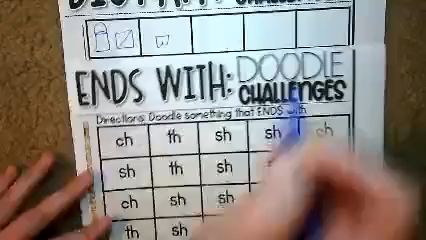 ENDS WITH: DOODLE CHALLENGES
Directions: Doodle something that ENDS with
ch th sh sh sh
sh th sh
ch sh sh ch
th sh